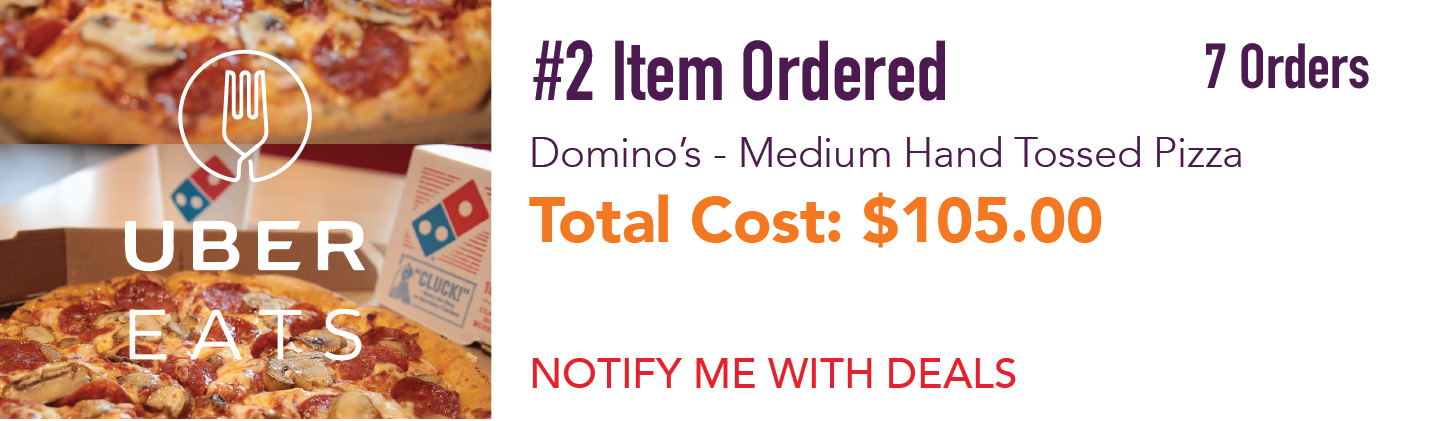 #2 Item Ordered
7 Orders
Domino's - Medium Hand Tossed Pizza
Total Cost: $105.00
NOTIFY ME WITH DEALS
UBER
EATS
"CLUCK!"